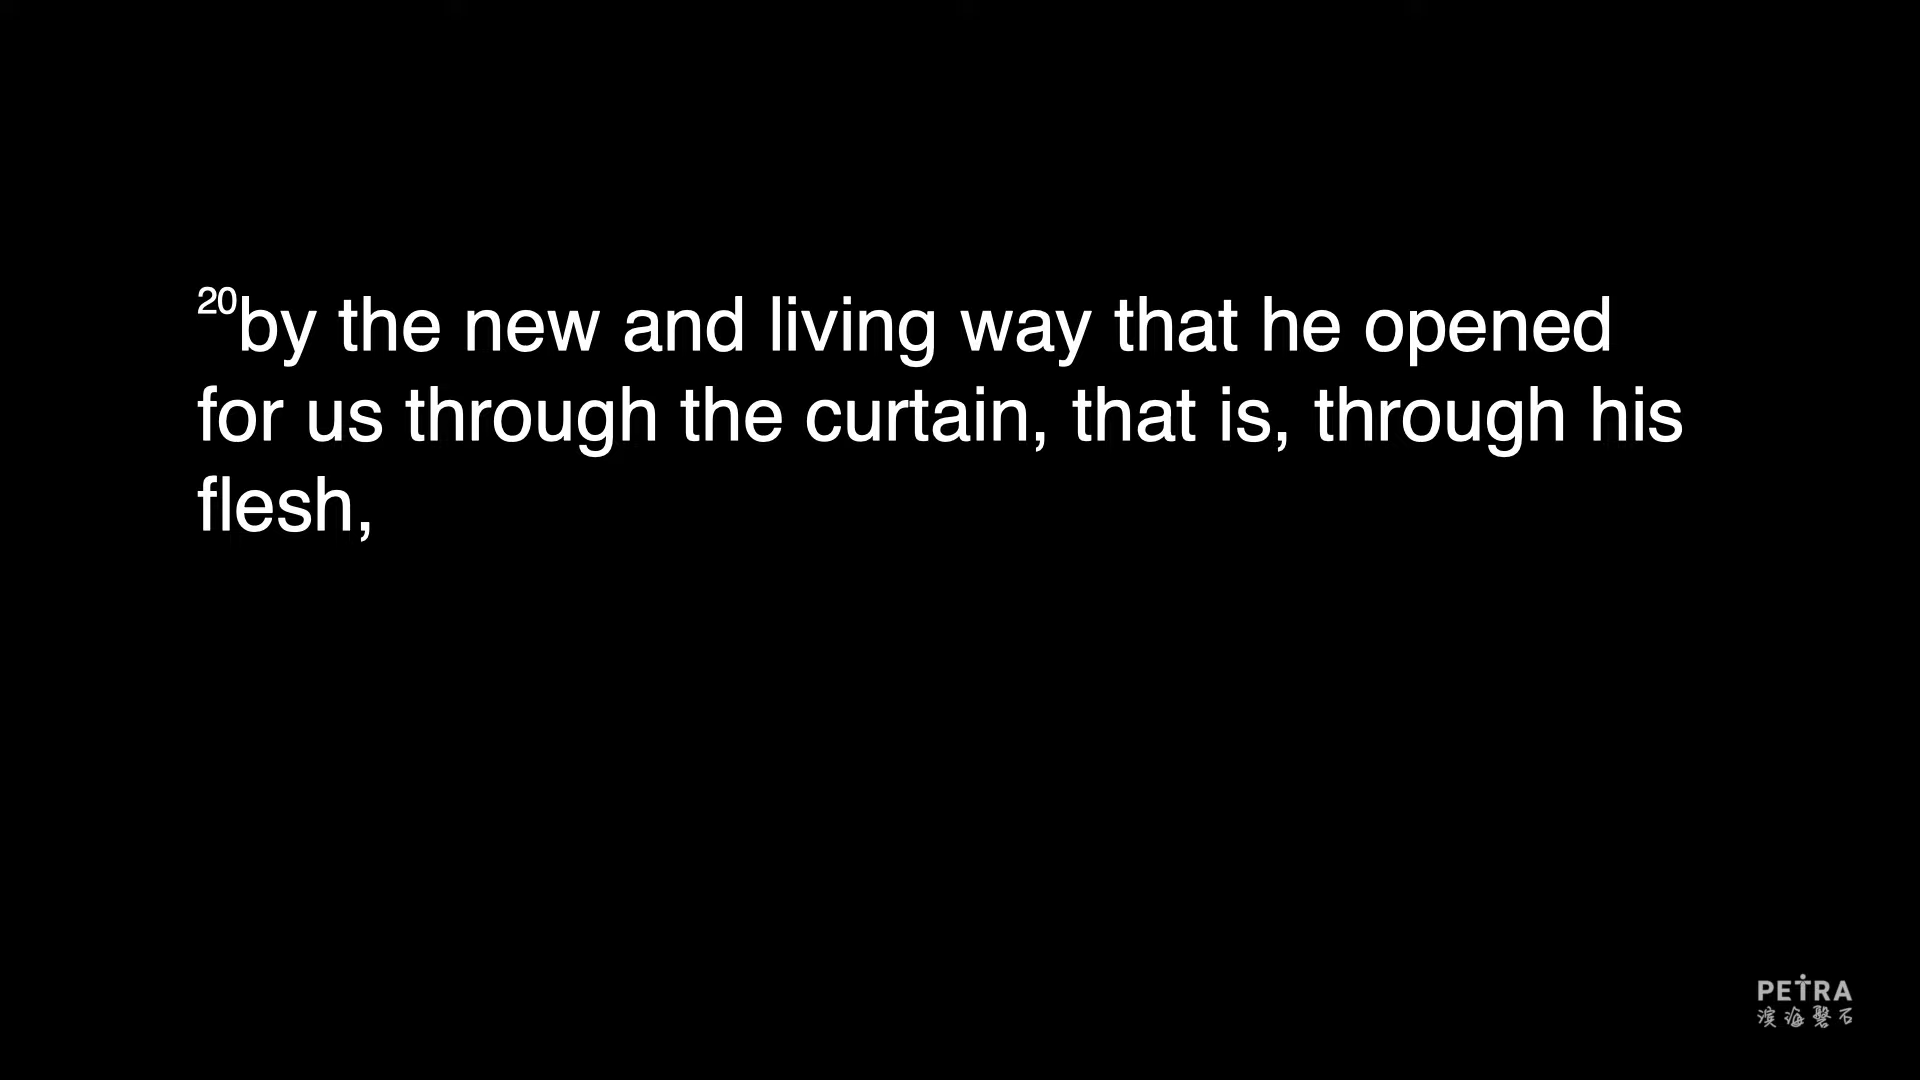 20by the new and living way that he opened
for us through the curtain, that is, through his
flesh,
PETRA
滨海磐石